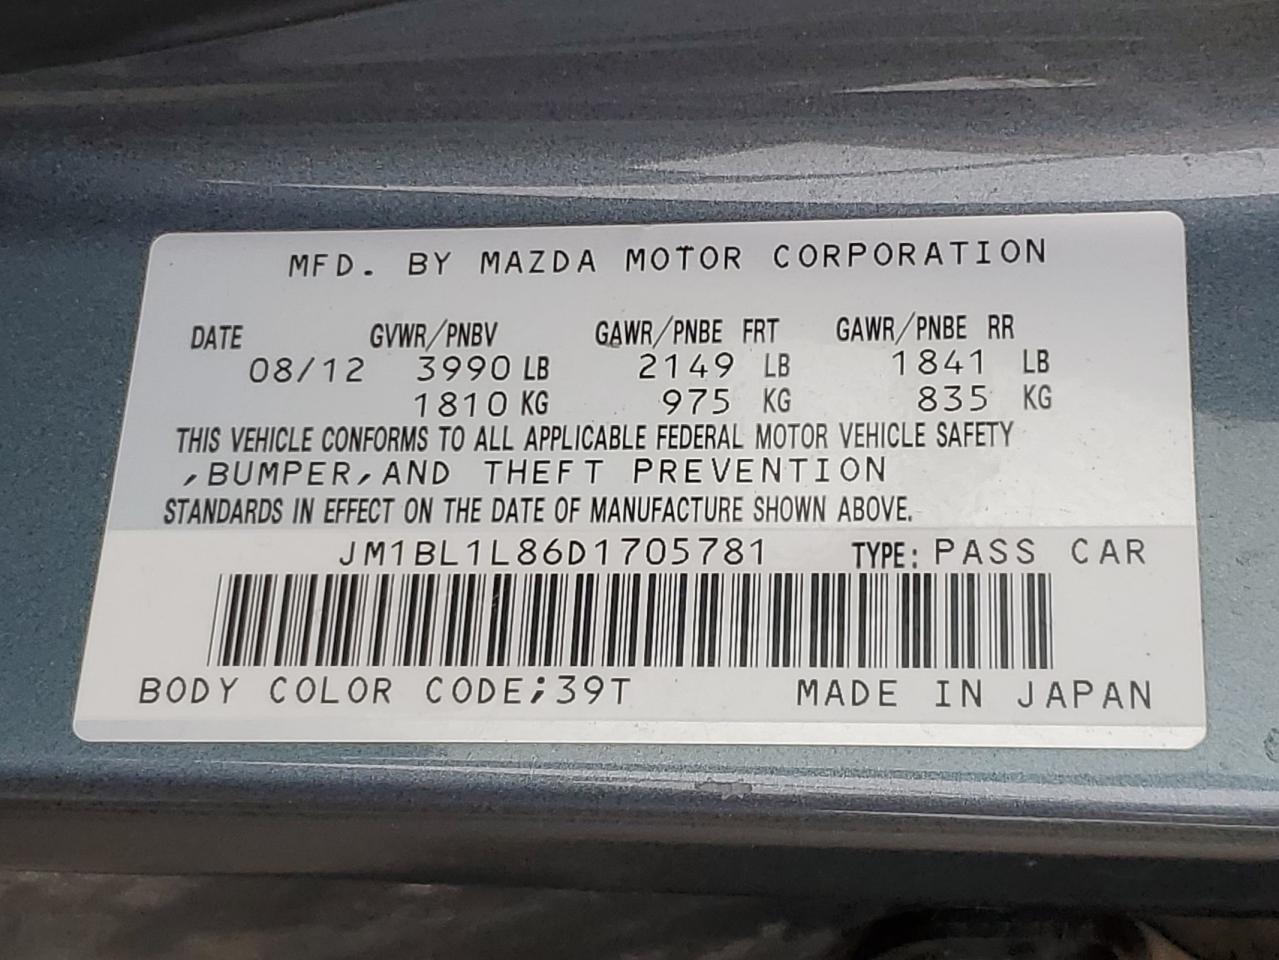 MFD. BY MAZDA MOTOR CORPORATION
DATE GVWR/PNBV GAWR/PNBE FRT GAWR/PNBE RR
08/12 3990 LB 2149 LB 1841 LB
1810 KG 975 KG 835 KG
THIS VEHICLE CONFORMS TO ALL APPLICABLE FEDERAL MOTOR VEHICLE SAFETY
,BUMPER,AND THEFT PREVENTION
STANDARDS IN EFFECT ON THE DATE OF MANUFACTURE SHOWN ABOVE.
JM1BL1L86D1705781 TYPE: PASS CAR
BODY COLOR CODE;39T MADE IN JAPAN